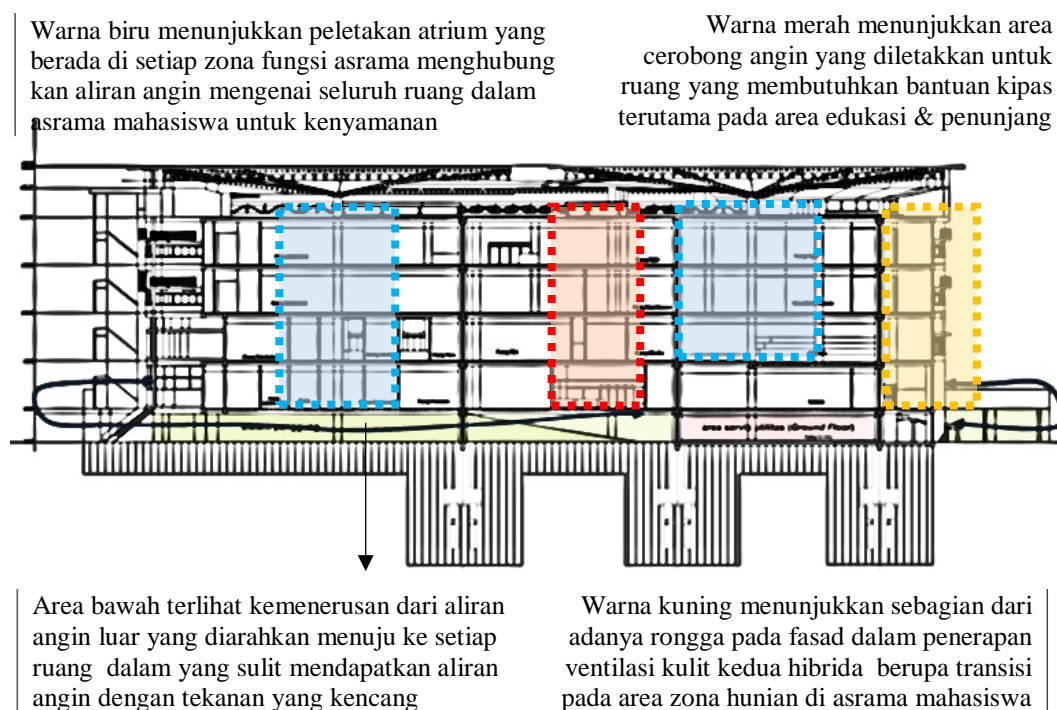 Warna biru menunjukkan peletakan atrium yang
berada di setiap zona fungsi asrama menghubung
kan aliran angin mengenai seluruh ruang dalam
asrama mahasiswa untuk kenyamanan
Warna merah menunjukkan area
cerobong angin yang diletakkan untuk
ruang yang membutuhkan bantuan kipas
terutama pada area edukasi & penunjang
area servis utilitas (Ground Floor)
Area bawah terlihat kemenerusan dari aliran
angin luar yang diarahkan menuju ke setiap
ruang dalam yang sulit mendapatkan aliran
angin dengan tekanan yang kencang
Warna kuning menunjukkan sebagian dari
adanya rongga pada fasad dalam penerapan
ventilasi kulit kedua hibrida berupa transisi
pada area zona hunian di asrama mahasiswa